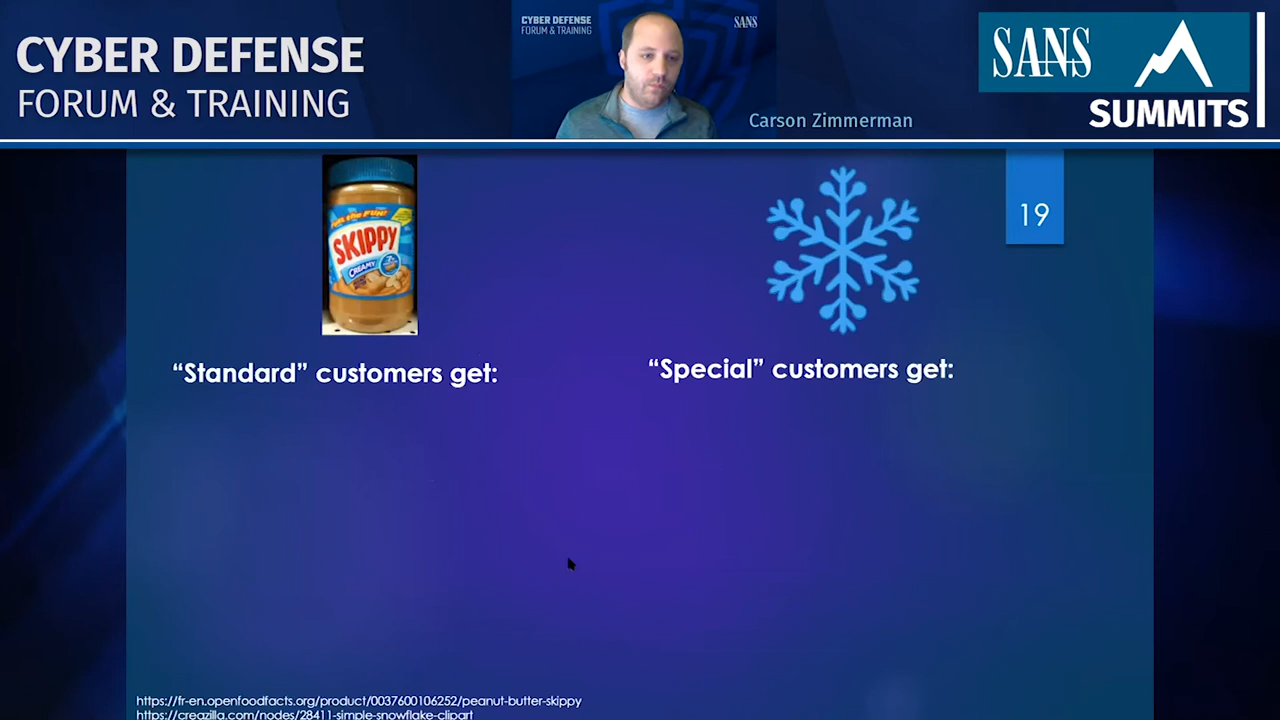 CYBER DEFENSE
FORUM & TRAINING
CYBER DEFENSE
FORUM & TRAINING
SANS
Carson Zimmerman
SANS
SUMMITS
19
SKIPPY
CREAMY
“Standard” customers get:
“Special” customers get:
https://fr-en.openfoodfacts.org/product/0037600106252/peanut-butter-skippy
https://creazilla.com/nodes/28411-simple-snowflake-clipart